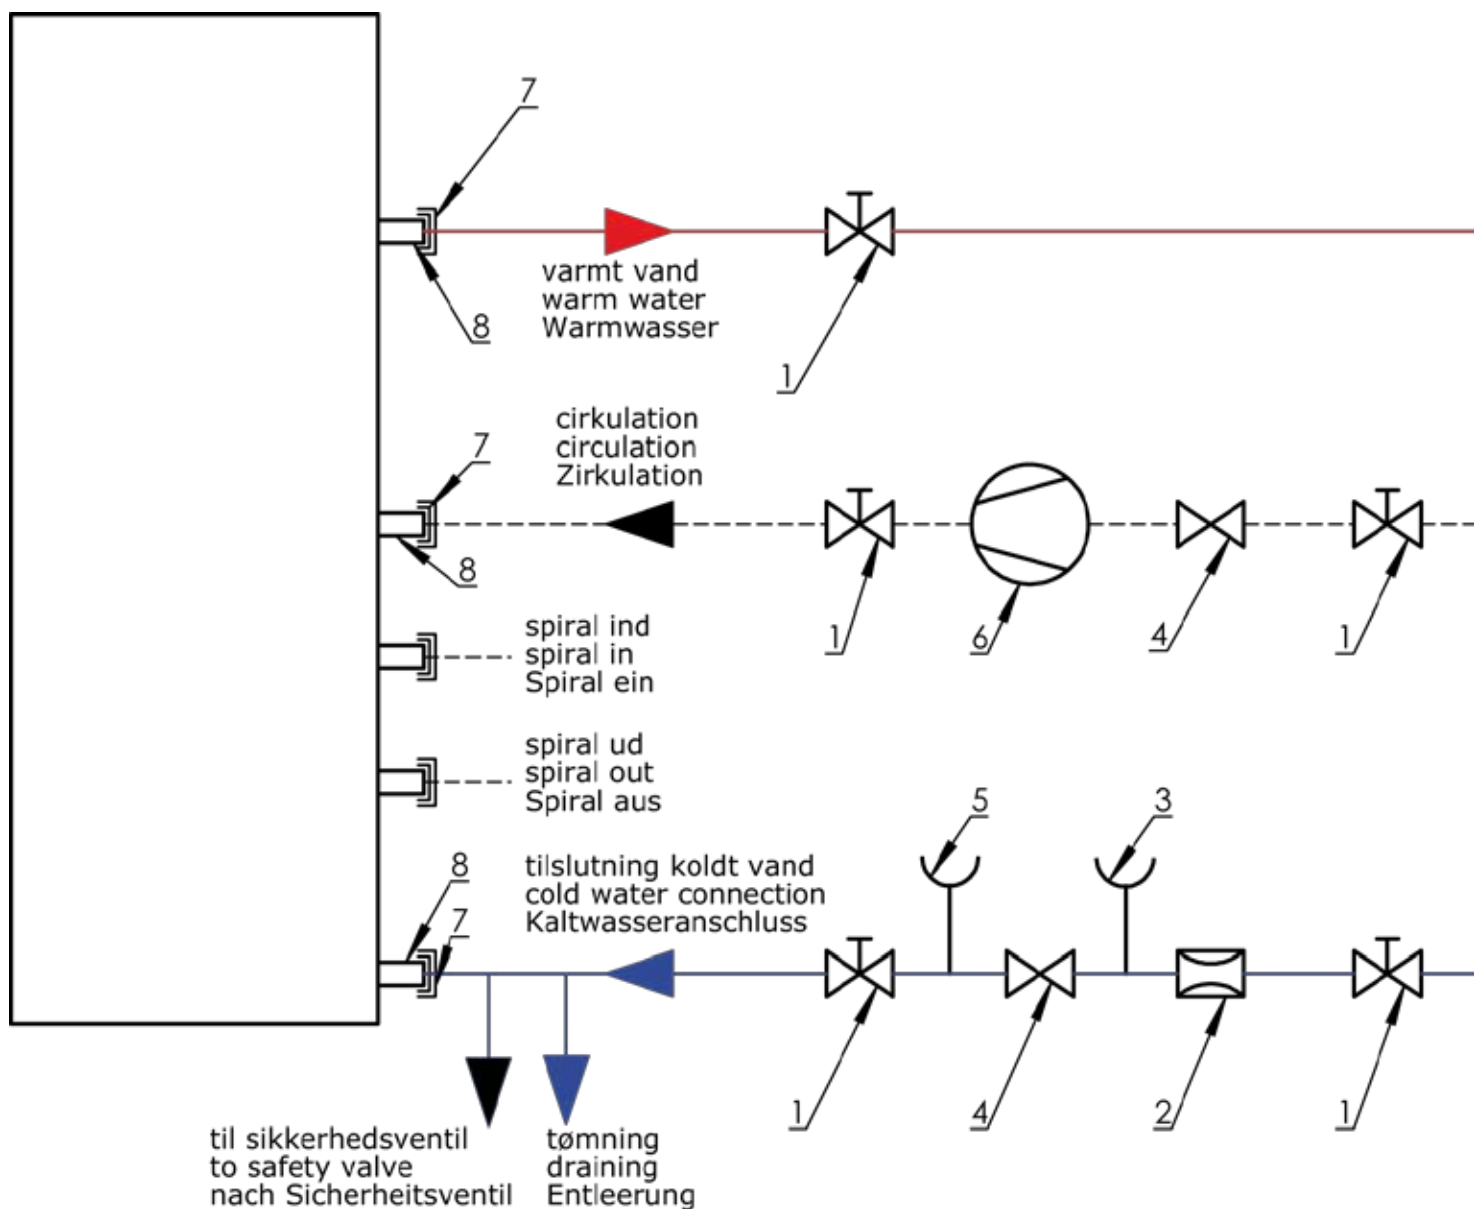 7
varmt vand
warm water
Warmwasser
8
1
cirkulation
circulation
Zirkulation
7
8
1
6
4
1
spiral ind
spiral in
Spiral ein
spiral ud
spiral out
Spiral aus
5
3
8
7
tilslutning koldt vand
cold water connection
Kaltwasseranschluss
1
4
2
1
til sikkerhedsventil
to safety valve
nach Sicherheitsventil
tømning
draining
Entleerung